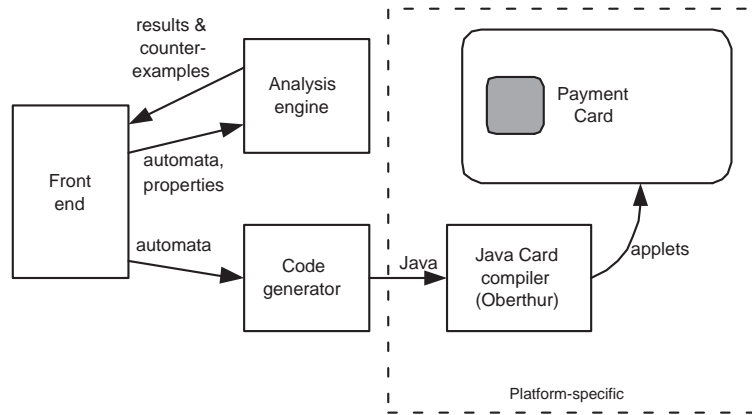 results &
counter-
examples
Analysis
engine
Payment
Card
Front
end
automata,
properties
automata
Code
generator
Java
Java Card
compiler
(Oberthur)
applets
Platform-specific